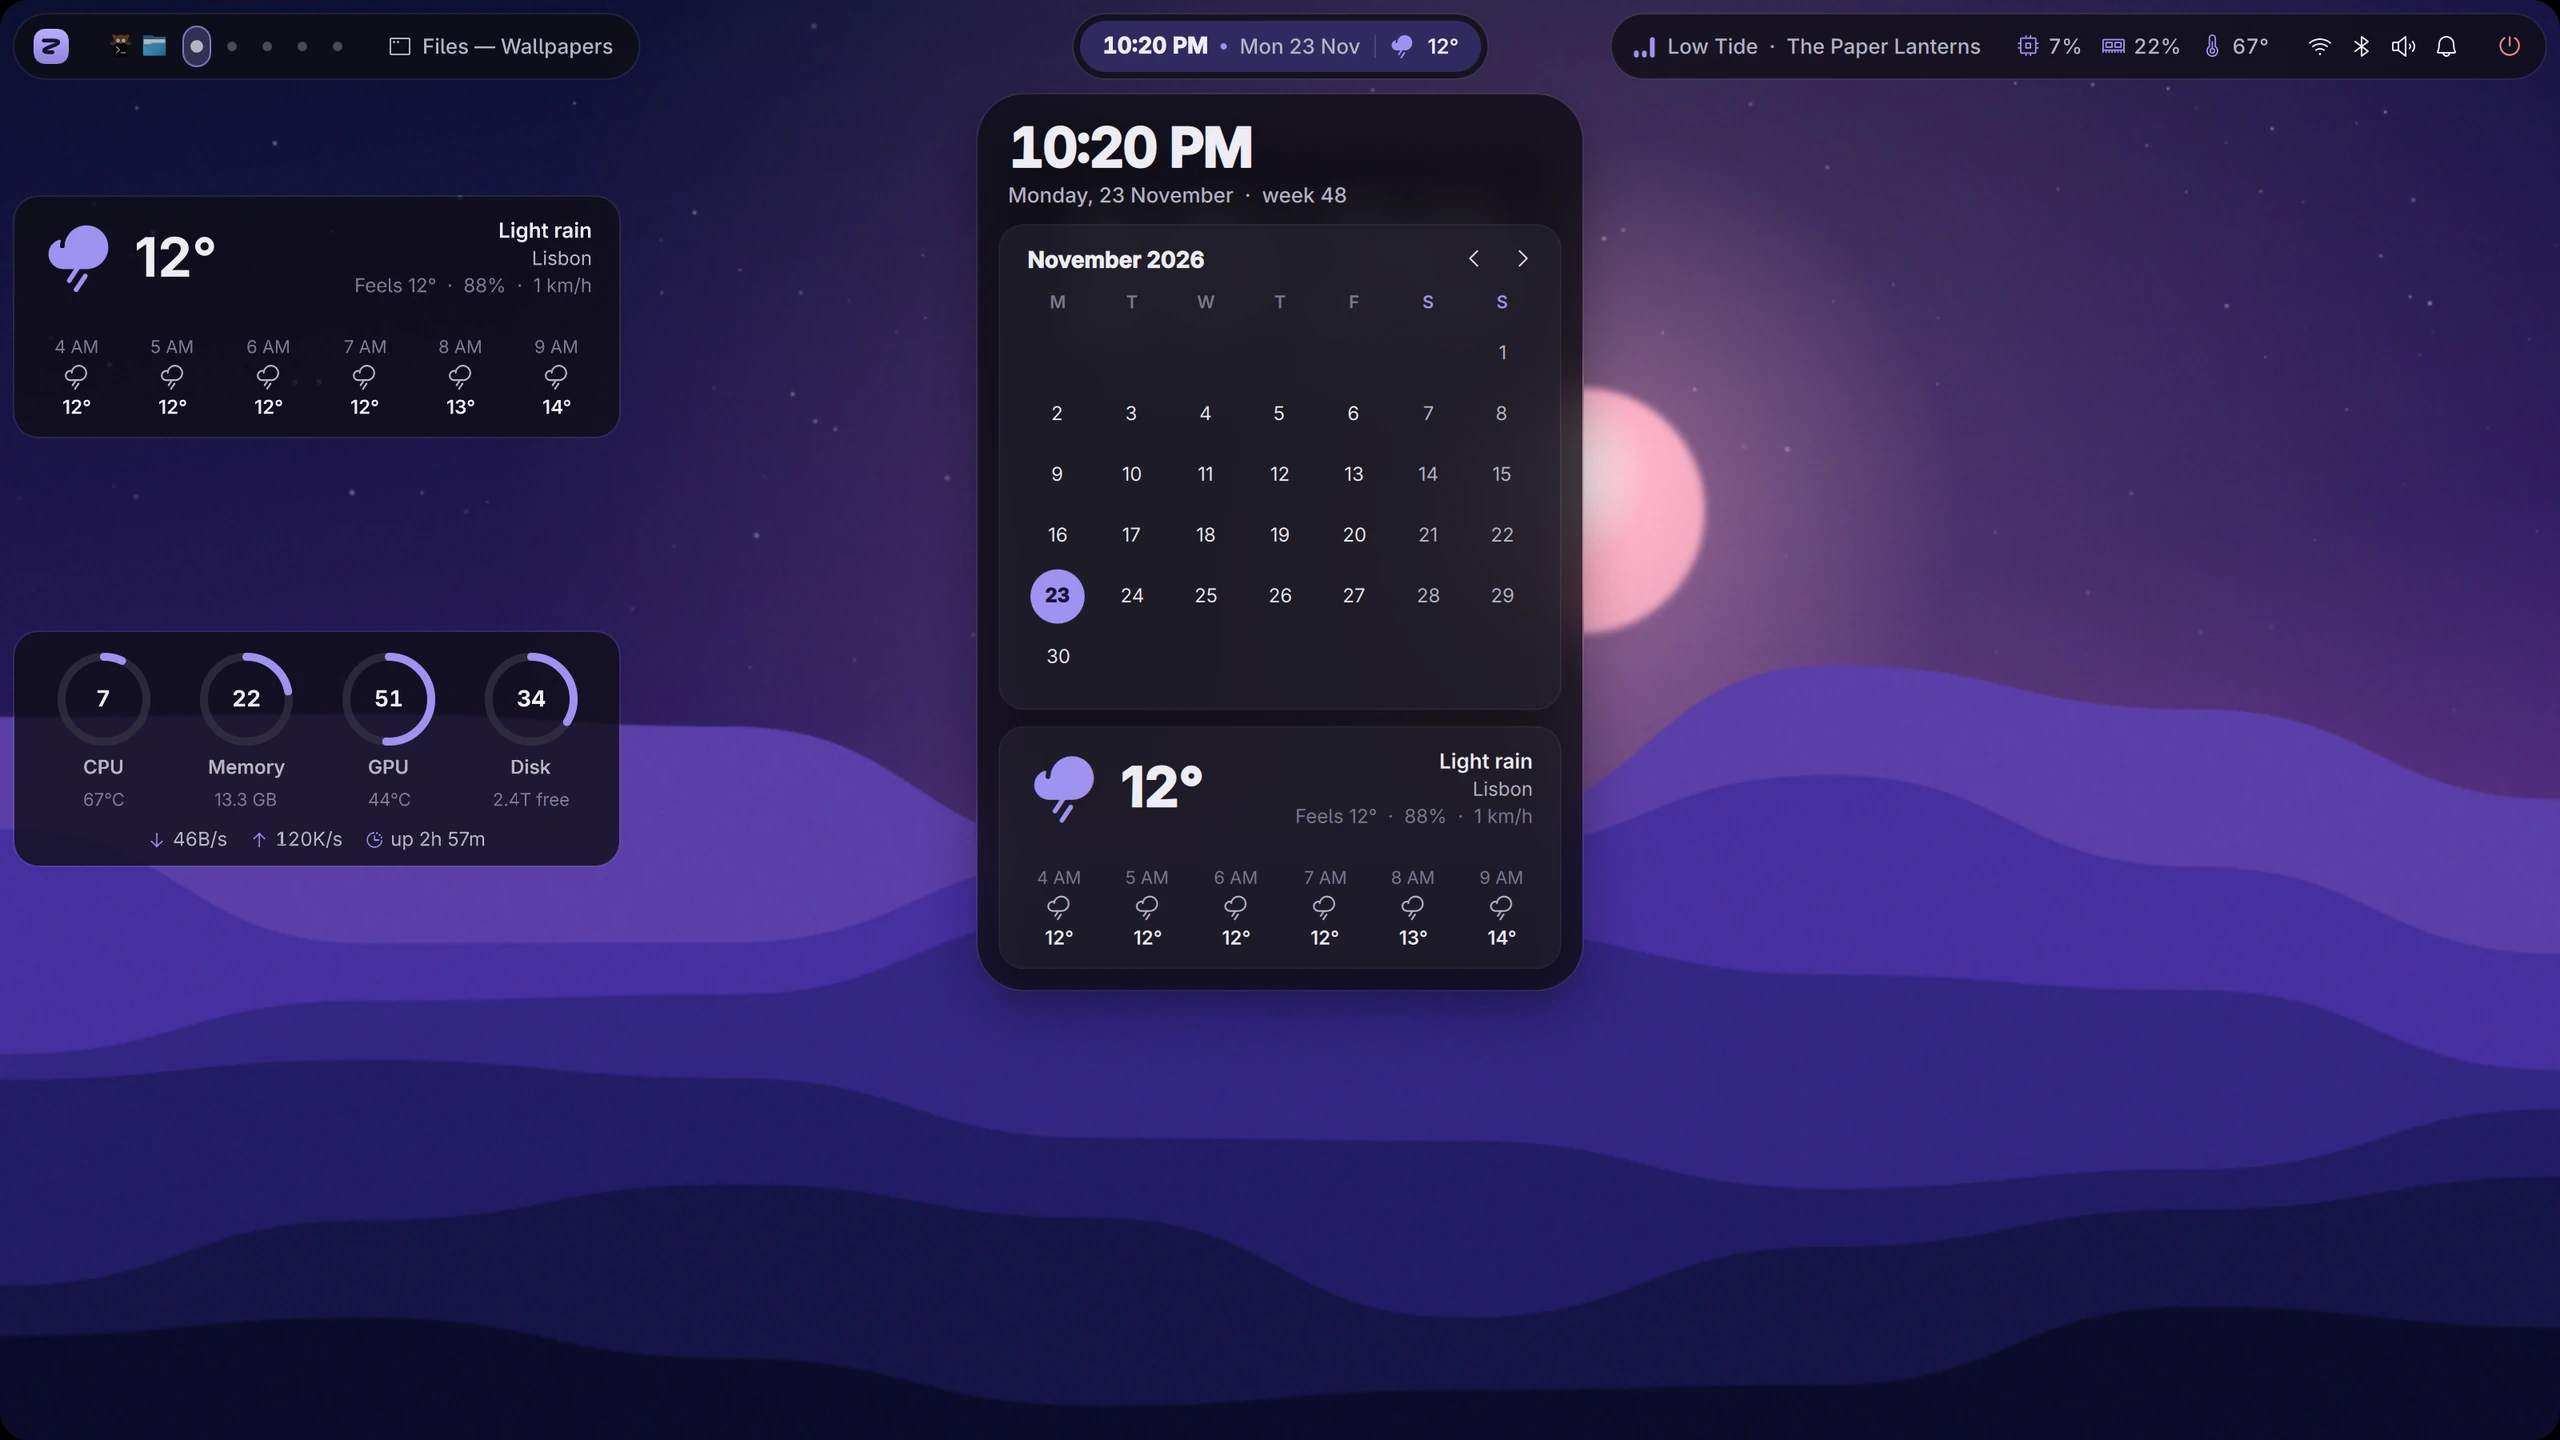 Files — Wallpapers
10:20 PM • Mon 23 Nov 12°
Low Tide · The Paper Lanterns 7% 22% 67°
12°
Light rain
Lisbon
Feels 12° · 88% · 1 km/h
4 AM 5 AM 6 AM 7 AM 8 AM 9 AM
12° 12° 12° 12° 13° 14°
7 22 51 34
CPU Memory GPU Disk
67°C 13.3 GB 44°C 2.4T free
46B/s 120K/s up 2h 57m
10:20 PM
Monday, 23 November · week 48
November 2026
M T W T F S S
1
2 3 4 5 6 7 8
9 10 11 12 13 14 15
16 17 18 19 20 21 22
23 24 25 26 27 28 29
30
12°
Light rain
Lisbon
Feels 12° · 88% · 1 km/h
4 AM 5 AM 6 AM 7 AM 8 AM 9 AM
12° 12° 12° 12° 13° 14°